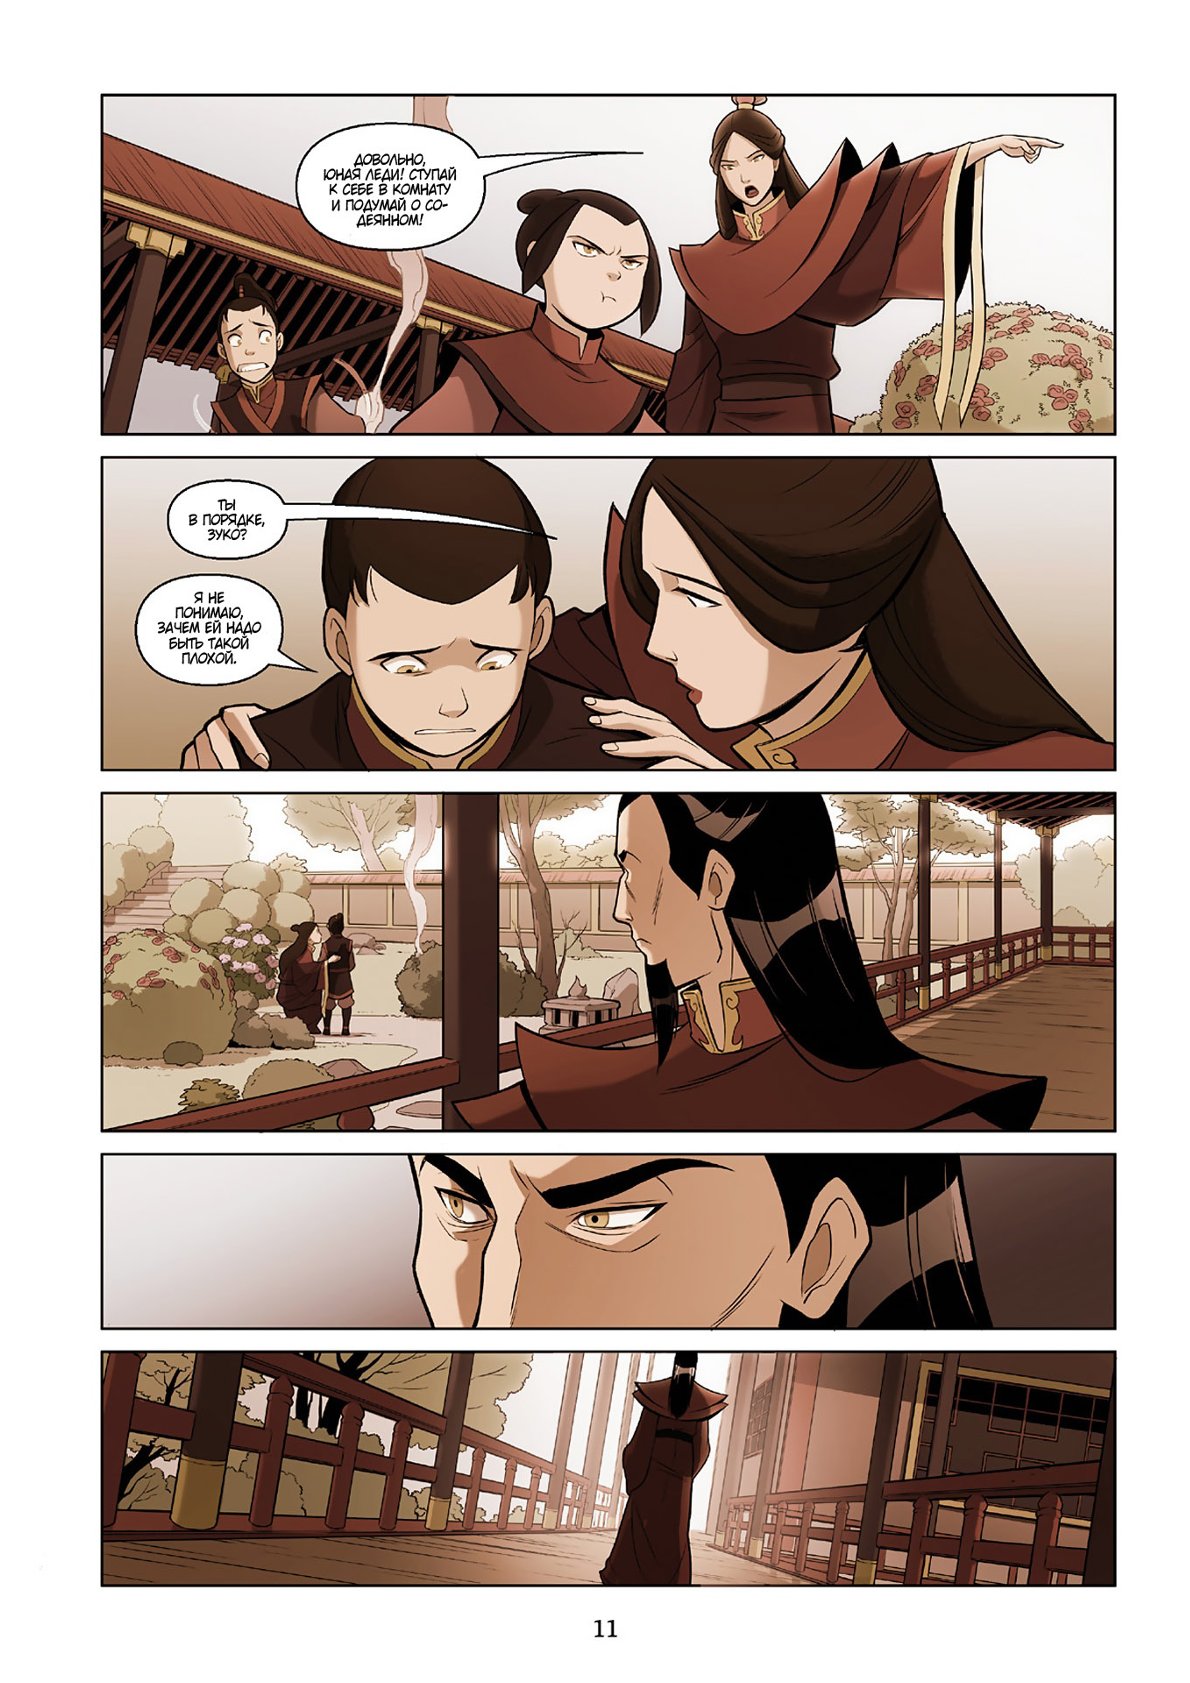 ДОВОЛЬНО,
ЮНАЯ ЛЕДИ! СТУПАЙ
К СЕБЕ В КОМНАТУ
И ПОДУМАЙ О СО-
ДЕЯННОМ!
ТЫ
В ПОРЯДКЕ,
ЗУКО?
Я НЕ
ПОНИМАЮ,
ЗАЧЕМ ЕЙ НАДО
БЫТЬ ТАКОЙ
ПЛОХОЙ.
11